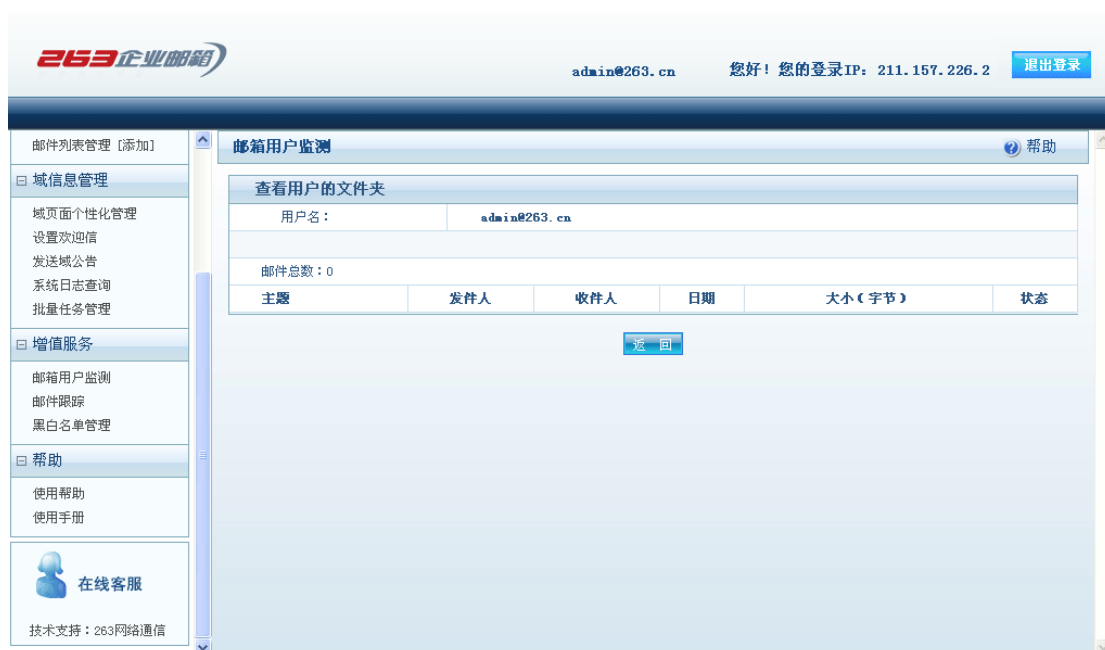 263企业邮箱
admin@263.cn 您好！您的登录IP: 211.157.226.2 退出登录
邮件列表管理 [添加]
域信息管理
域页面个性化管理
设置欢迎信
发送域公告
系统日志查询
批量任务管理
增值服务
邮箱用户监测
邮件跟踪
黑白名单管理
帮助
使用帮助
使用手册
在线客服
技术支持：263网络通信
邮箱用户监测 帮助
查看用户的文件夹
用户名： admin@263.cn
邮件总数：0
主题 发件人 收件人 日期 大小(字节) 状态
返 回